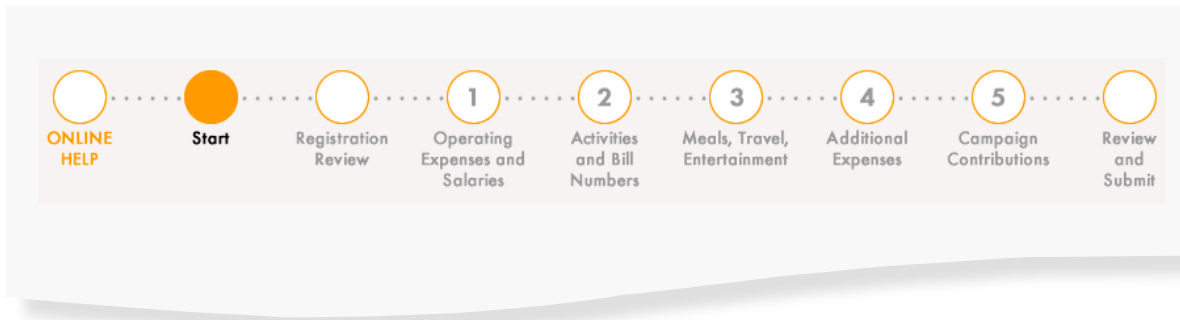 1
2
3
4
5
ONLINE
HELP
Start
Registration
Review
Operating
Expenses and
Salaries
Activities
and Bill
Numbers
Meals, Travel,
Entertainment
Additional
Expenses
Campaign
Contributions
Review
and
Submit